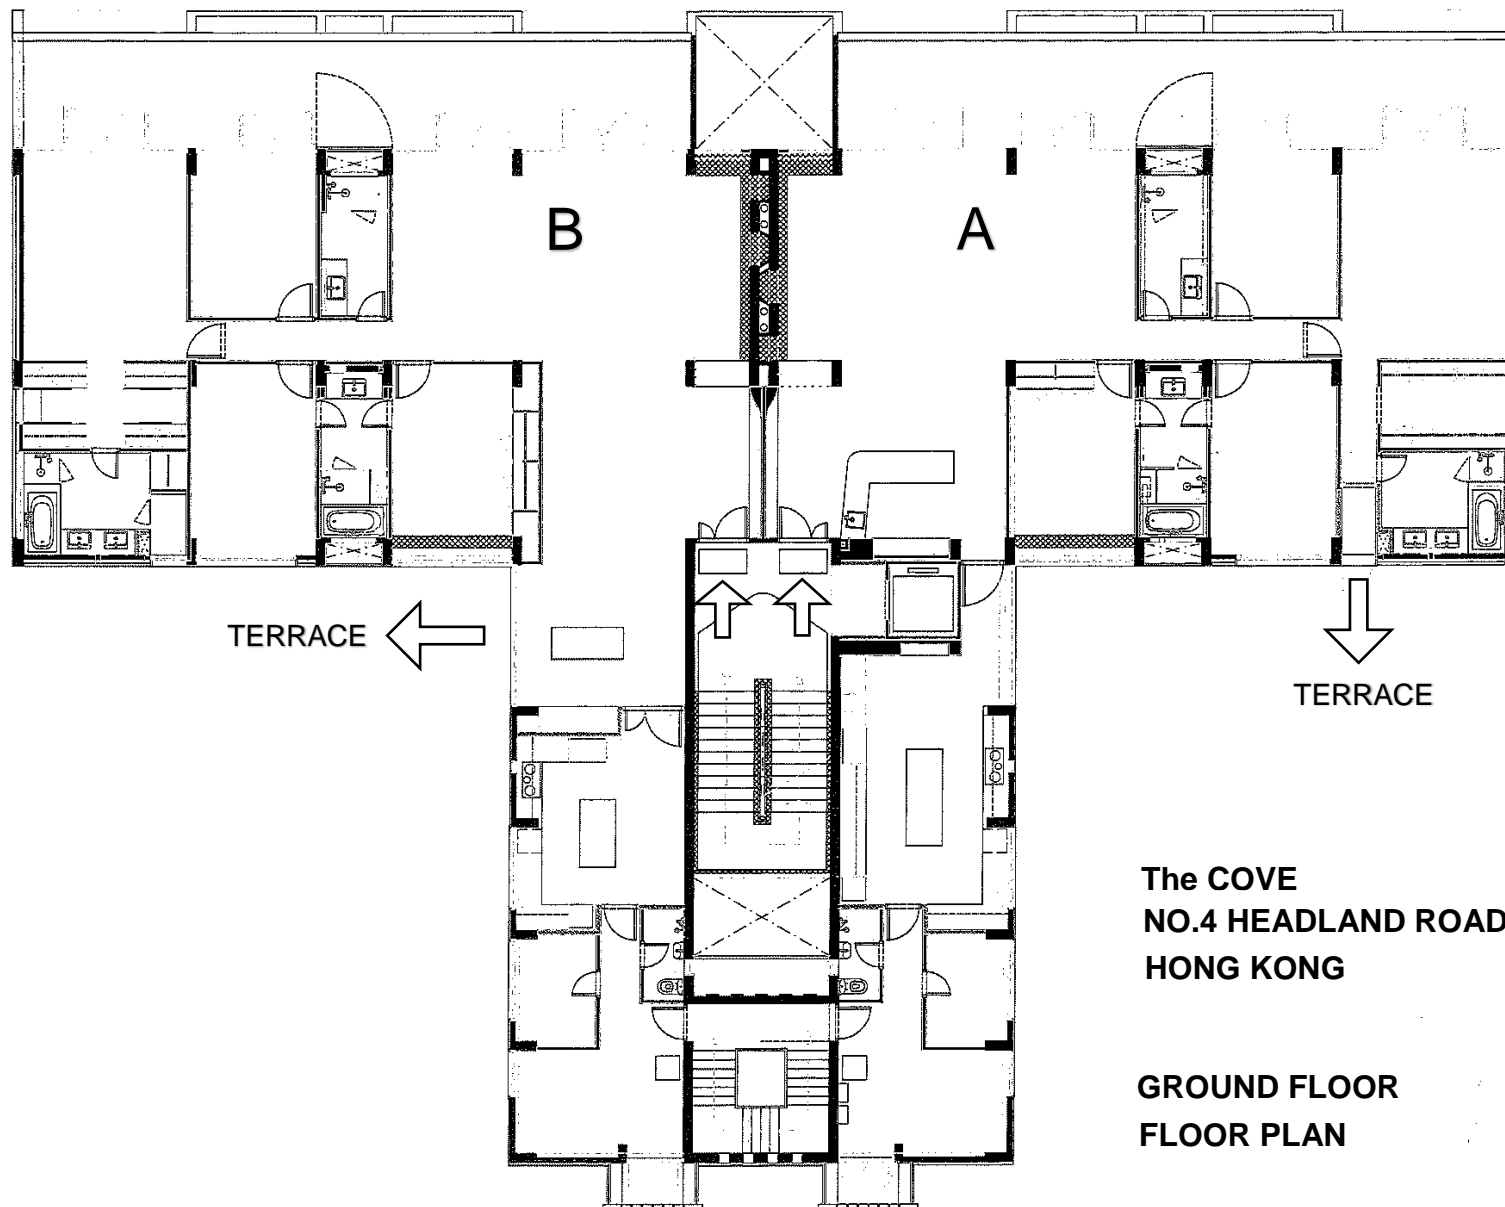 B
A
TERRACE
TERRACE
The COVE
NO.4 HEADLAND ROAD
HONG KONG
GROUND FLOOR
FLOOR PLAN